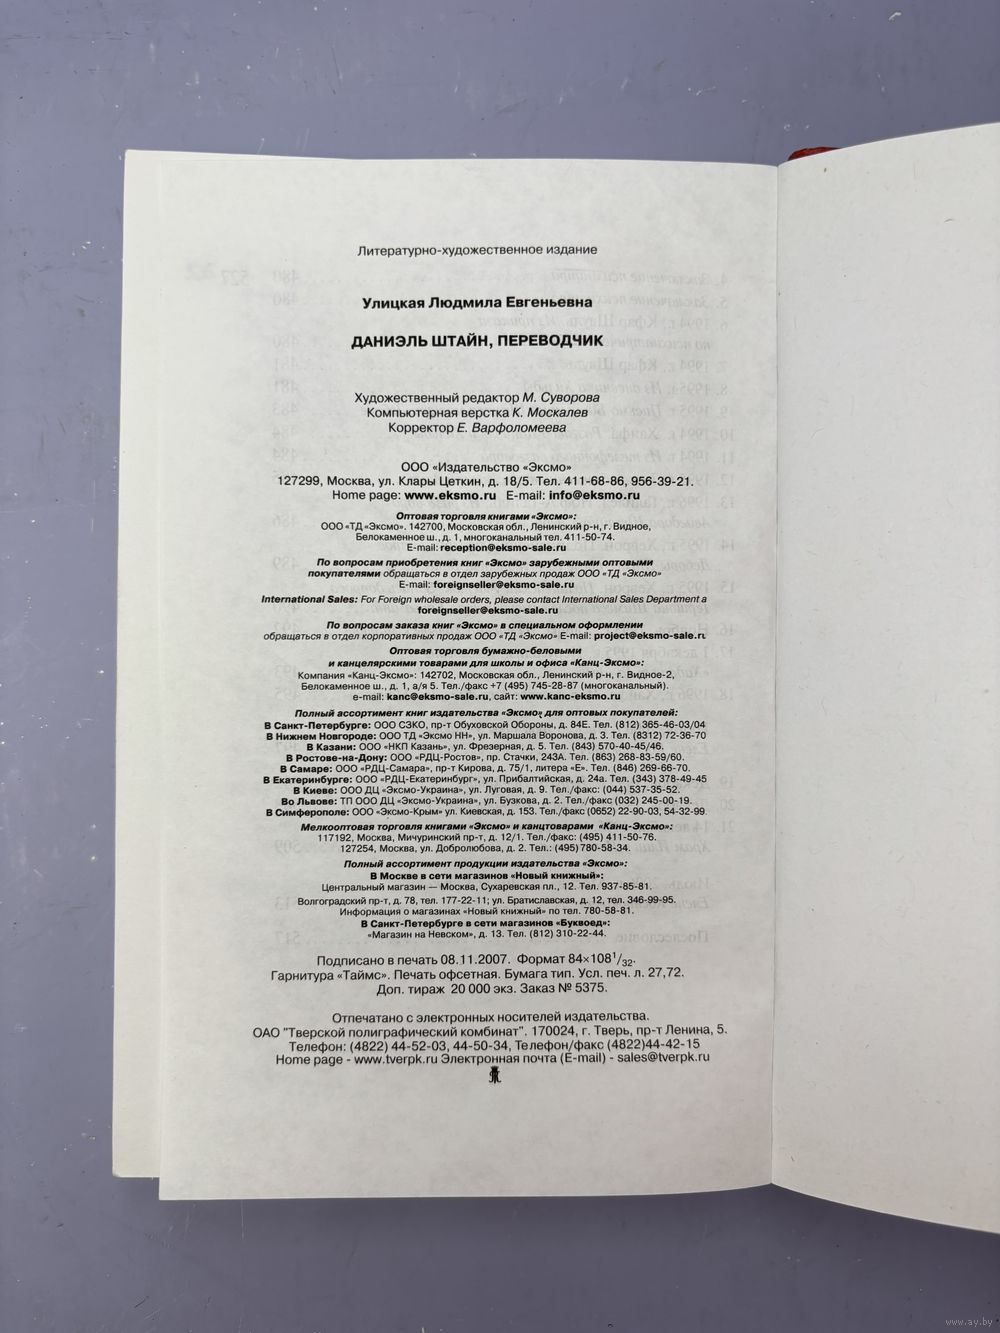 Литературно-художественное издание
Улицкая Людмила Евгеньевна
ДАНИЭЛЬ ШТАЙН, ПЕРЕВОДЧИК
Художественный редактор М. Суворова
Компьютерная верстка К. Москалев
Корректор Е. Варфоломеева
ООО «Издательство «Эксмо»
127299, Москва, ул. Клары Цеткин, д. 18/5. Тел. 411-68-86, 956-39-21.
Home page: www.eksmo.ru E-mail: info@eksmo.ru
Оптовая торговля книгами «Эксмо»:
ООО «ТД «Эксмо». 142700, Московская обл., Ленинский р-н, г. Видное,
Белокаменное ш., д. 1, многоканальный тел. 411-50-74.
E-mail: reception@eksmo-sale.ru
По вопросам приобретения книг «Эксмо» зарубежными оптовыми
покупателями обращаться в отдел зарубежных продаж ООО «ТД «Эксмо»
E-mail: foreignseller@eksmo-sale.ru
International Sales: For Foreign wholesale orders, please contact International Sales Department a
foreignseller@eksmo-sale.ru
По вопросам заказа книг «Эксмо» в специальном оформлении
обращаться в отдел корпоративных продаж ООО «ТД «Эксмо» E-mail: project@eksmo-sale.ru
Оптовая торговля бумажно-беловыми
и канцелярскими товарами для школы и офиса «Канц-Эксмо»:
Компания «Канц-Эксмо»: 142702, Московская обл., Ленинский р-н, г. Видное-2,
Белокаменное ш., д. 1, а/я 5. Тел./факс +7 (495) 745-28-87 (многоканальный).
e-mail: kanc@eksmo-sale.ru, сайт: www.kanc-eksmo.ru
Полный ассортимент книг издательства «Эксмо» для оптовых покупателей:
В Санкт-Петербурге: ООО СЗКО, пр-т Обуховской Обороны, д. 84Е. Тел. (812) 365-46-03/04
В Нижнем Новгороде: ООО ТД «Эксмо НН», ул. Маршала Воронова, д. 3. Тел. (8312) 72-36-70
В Казани: ООО «НКП Казань», ул. Фрезерная, д. 5. Тел. (843) 570-40-45/46.
В Ростове-на-Дону: ООО «РДЦ-Ростов», пр. Стачки, 243А. Тел. (863) 268-83-59/60.
В Самаре: ООО «РДЦ-Самара», пр-т Кирова, д. 75/1, литера «Е». Тел. (846) 269-66-70.
В Екатеринбурге: ООО «РДЦ-Екатеринбург», ул. Прибалтийская, д. 24а. Тел. (343) 378-49-45
В Киеве: ООО ДЦ «Эксмо-Украина», ул. Луговая, д. 9. Тел./факс: (044) 537-35-52.
Во Львове: ТП ООО ДЦ «Эксмо-Украина», ул. Бузкова, д. 2. Тел./факс (032) 245-00-19.
В Симферополе: ООО «Эксмо-Крым» ул. Киевская, д. 153. Тел./факс (0652) 22-90-03, 54-32-99.
Мелкооптовая торговля книгами «Эксмо» и канцтоварами «Канц-Эксмо»:
117192, Москва, Мичуринский пр-т, д. 12/1. Тел./факс: (495) 411-50-76.
127254, Москва, ул. Добролюбова, д. 2. Тел.: (495) 780-58-34.
Полный ассортимент продукции издательства «Эксмо»:
В Москве в сети магазинов «Новый книжный»:
Центральный магазин — Москва, Сухаревская пл., 12. Тел. 937-85-81.
Волгоградский пр-т, д. 78, тел. 177-22-11; ул. Братиславская, д. 12, тел. 346-99-95.
Информация о магазинах «Новый книжный» по тел. 780-58-81.
В Санкт-Петербурге в сети магазинов «Буквоед»:
«Магазин на Невском», д. 13. Тел. (812) 310-22-44.
Подписано в печать 08.11.2007. Формат 84×108 1/32.
Гарнитура «Таймс». Печать офсетная. Бумага тип. Усл. печ. л. 27,72.
Доп. тираж 20 000 экз. Заказ № 5375.
Отпечатано с электронных носителей издательства.
ОАО "Тверской полиграфический комбинат". 170024, г. Тверь, пр-т Ленина, 5.
Телефон: (4822) 44-52-03, 44-50-34, Телефон/факс (4822)44-42-15
Home page - www.tverpk.ru Электронная почта (E-mail) - sales@tverpk.ru
www.ay.by